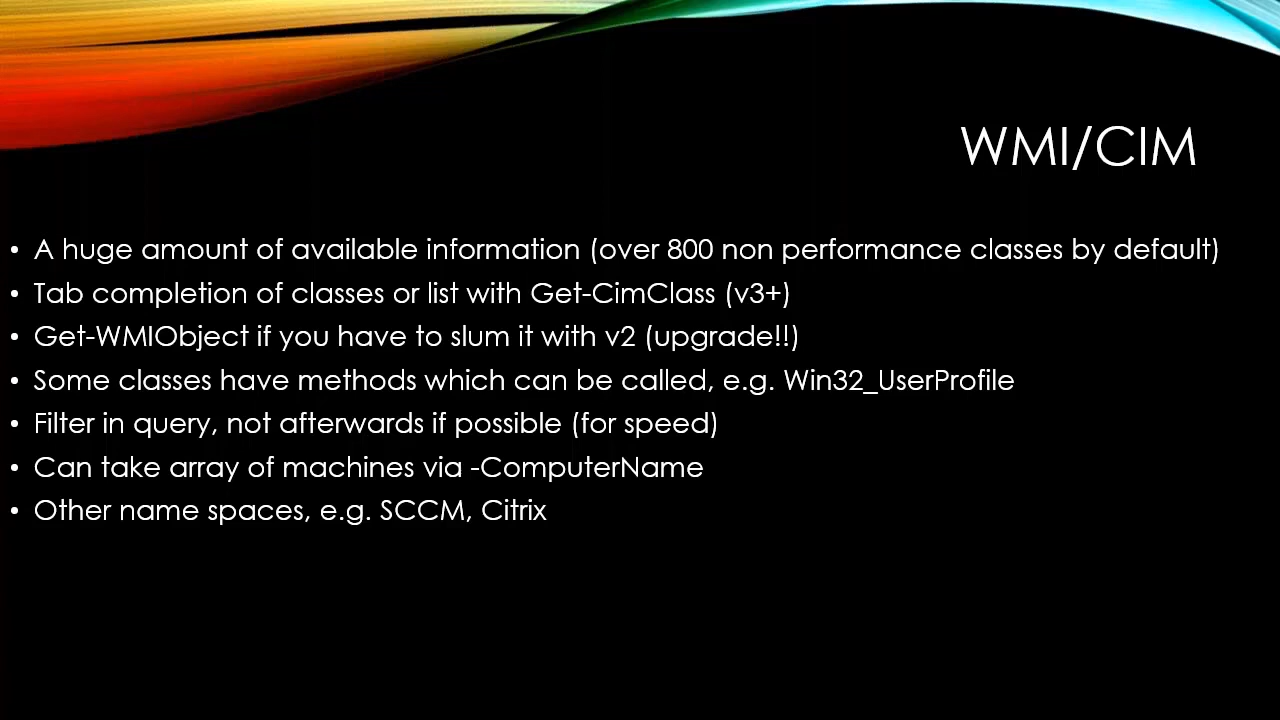 WMI/CIM
• A huge amount of available information (over 800 non performance classes by default)
• Tab completion of classes or list with Get-CimClass (v3+)
• Get-WMIObject if you have to slum it with v2 (upgrade!!)
• Some classes have methods which can be called, e.g. Win32_UserProfile
• Filter in query, not afterwards if possible (for speed)
• Can take array of machines via -ComputerName
• Other name spaces, e.g. SCCM, Citrix